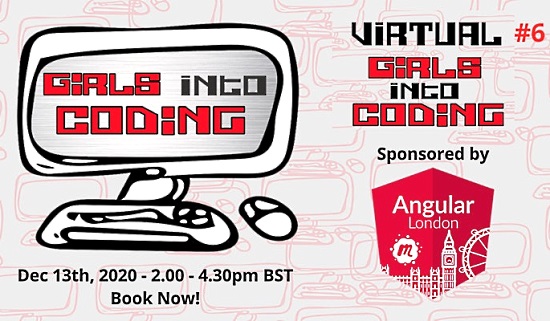 GIRLS INTO
CODING
Dec 13th, 2020 - 2.00 - 4.30pm BST
Book Now!
VIRTUAL #6
GIRLS
INTO
CODING
Sponsored by
Angular
London
m